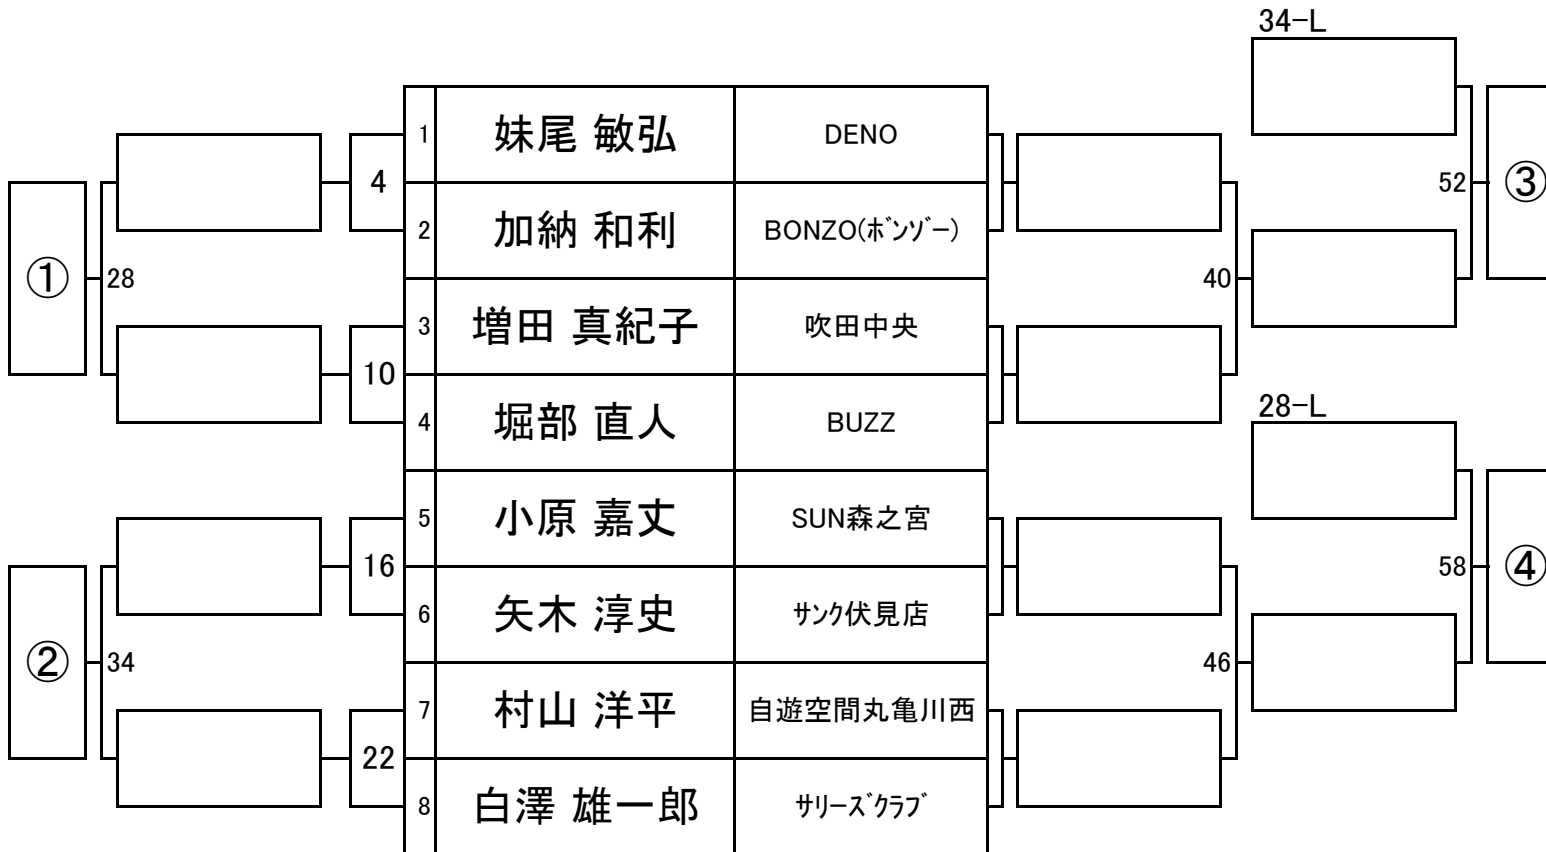 34-L
1 妹尾 敏弘 DENO
4 52 ③
2 加納 和利 BONZO(ﾎﾞﾝｿﾞｰ)
① 28 40
3 増田 真紀子 吹田中央
10
28-L
4 堀部 直人 BUZZ
5 小原 嘉丈 SUN森之宮
16 58 ④
6 矢木 淳史 ｻﾝｸ伏見店
② 34 46
7 村山 洋平 自遊空間丸亀川西
22
8 白澤 雄一郎 ｻﾘｰｽﾞｸﾗﾌﾞ